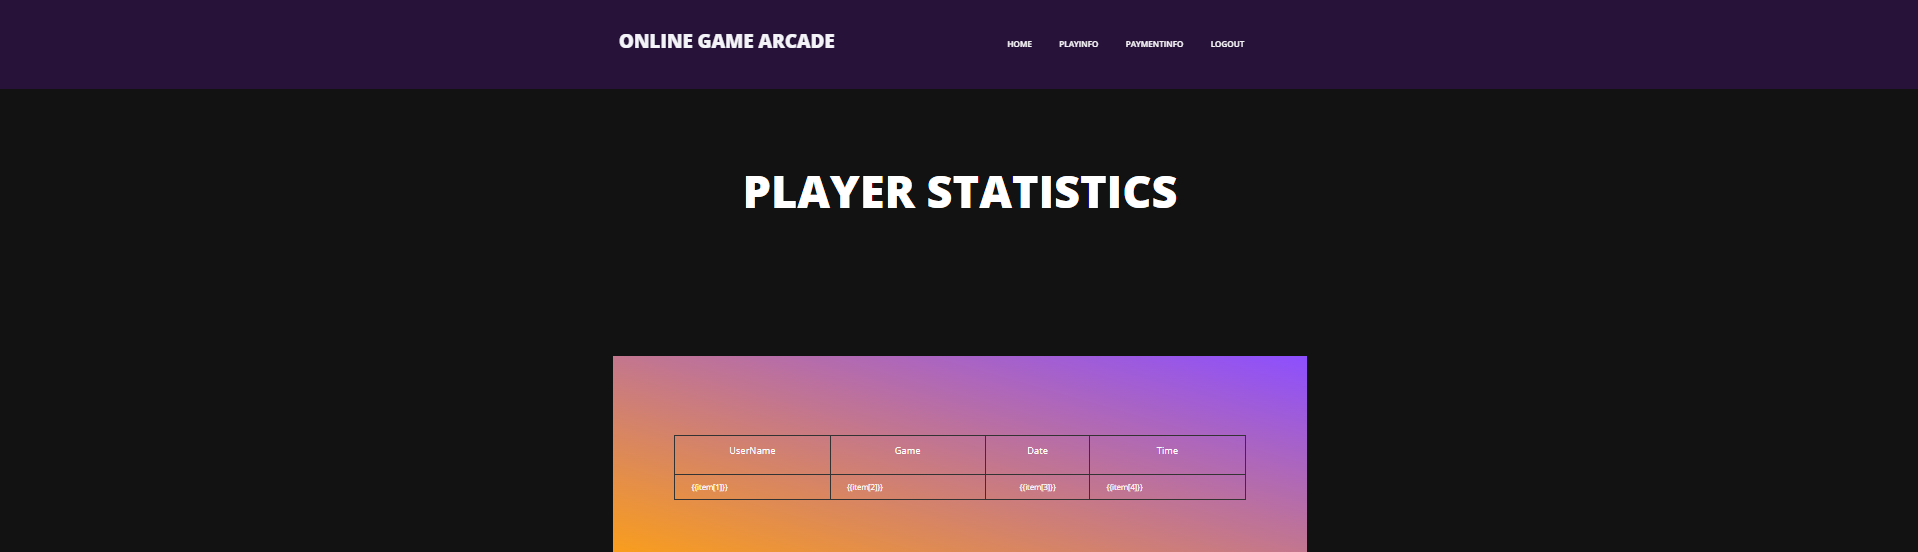 ONLINE GAME ARCADE
HOME PLAYINFO PAYMENTINFO LOGOUT
PLAYER STATISTICS
UserName Game Date Time
{{item[1]}} {{item[2]}} {{item[3]}} {{item[4]}}